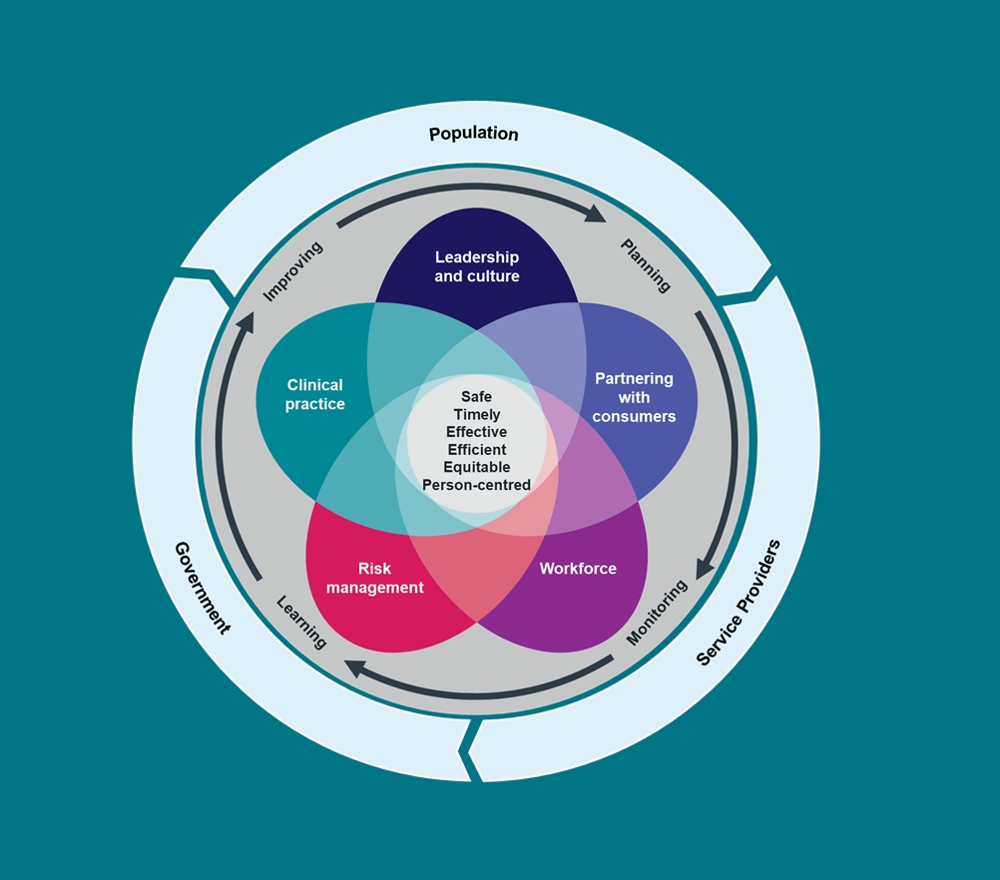 Population
Improving
Planning
Leadership
and culture
Clinical
practice
Partnering
with
consumers
Safe
Timely
Effective
Efficient
Equitable
Person-centred
Risk
management
Workforce
Learning
Monitoring
Government
Service Providers